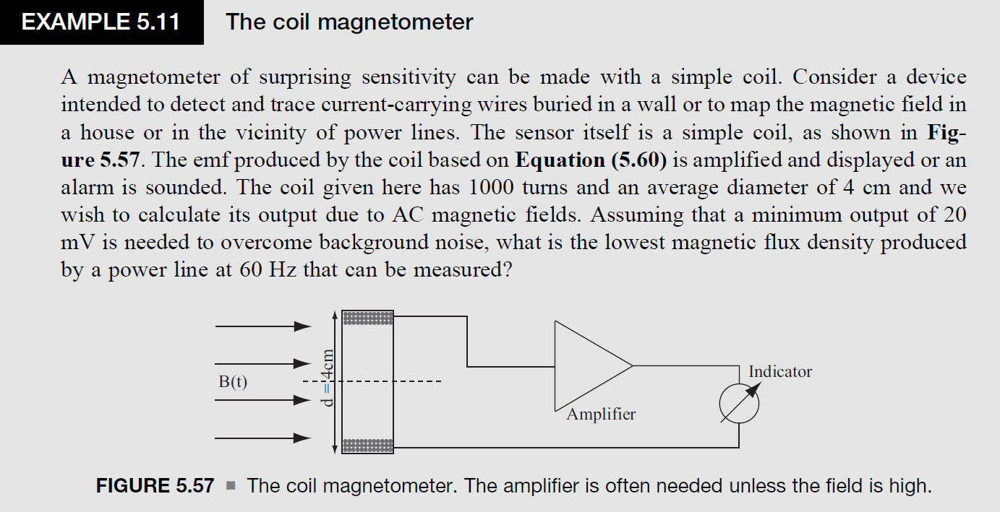 EXAMPLE 5.11 The coil magnetometer
A magnetometer of surprising sensitivity can be made with a simple coil. Consider a device
intended to detect and trace current-carrying wires buried in a wall or to map the magnetic field in
a house or in the vicinity of power lines. The sensor itself is a simple coil, as shown in Fig-
ure 5.57. The emf produced by the coil based on Equation (5.60) is amplified and displayed or an
alarm is sounded. The coil given here has 1000 turns and an average diameter of 4 cm and we
wish to calculate its output due to AC magnetic fields. Assuming that a minimum output of 20
mV is needed to overcome background noise, what is the lowest magnetic flux density produced
by a power line at 60 Hz that can be measured?
B(t)
d = 4cm
Amplifier
Indicator
FIGURE 5.57 ■ The coil magnetometer. The amplifier is often needed unless the field is high.